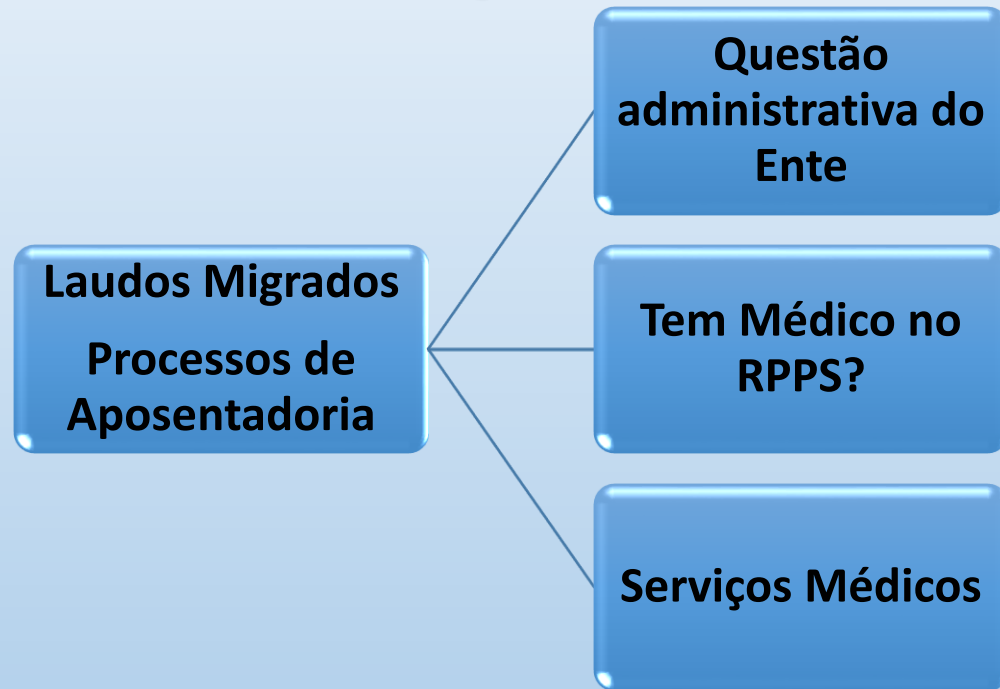 Laudos Migrados
Processos de
Aposentadoria
Questão
administrativa do
Ente
Tem Médico no
RPPS?
Serviços Médicos